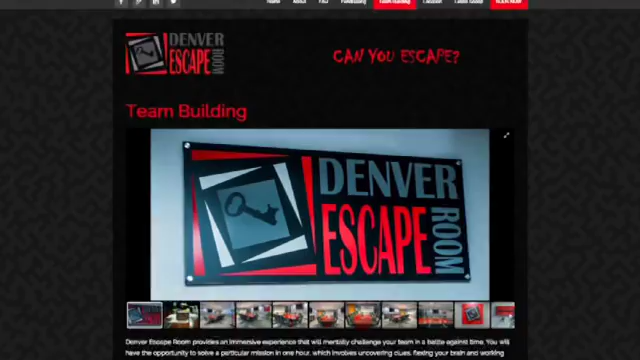 Home About FAQ Fundraising Team Building Location BOOK NOW
DENVER
ESCAPE
ROOM
CAN YOU ESCAPE?
Team Building
DENVER
ESCAPE
ROOM
Denver Escape Room provides an immersive experience that will mentally challenge your team in a battle against time. You will
have the opportunity to solve a particular mission in one hour, which involves uncovering clues, flexing your brain and working